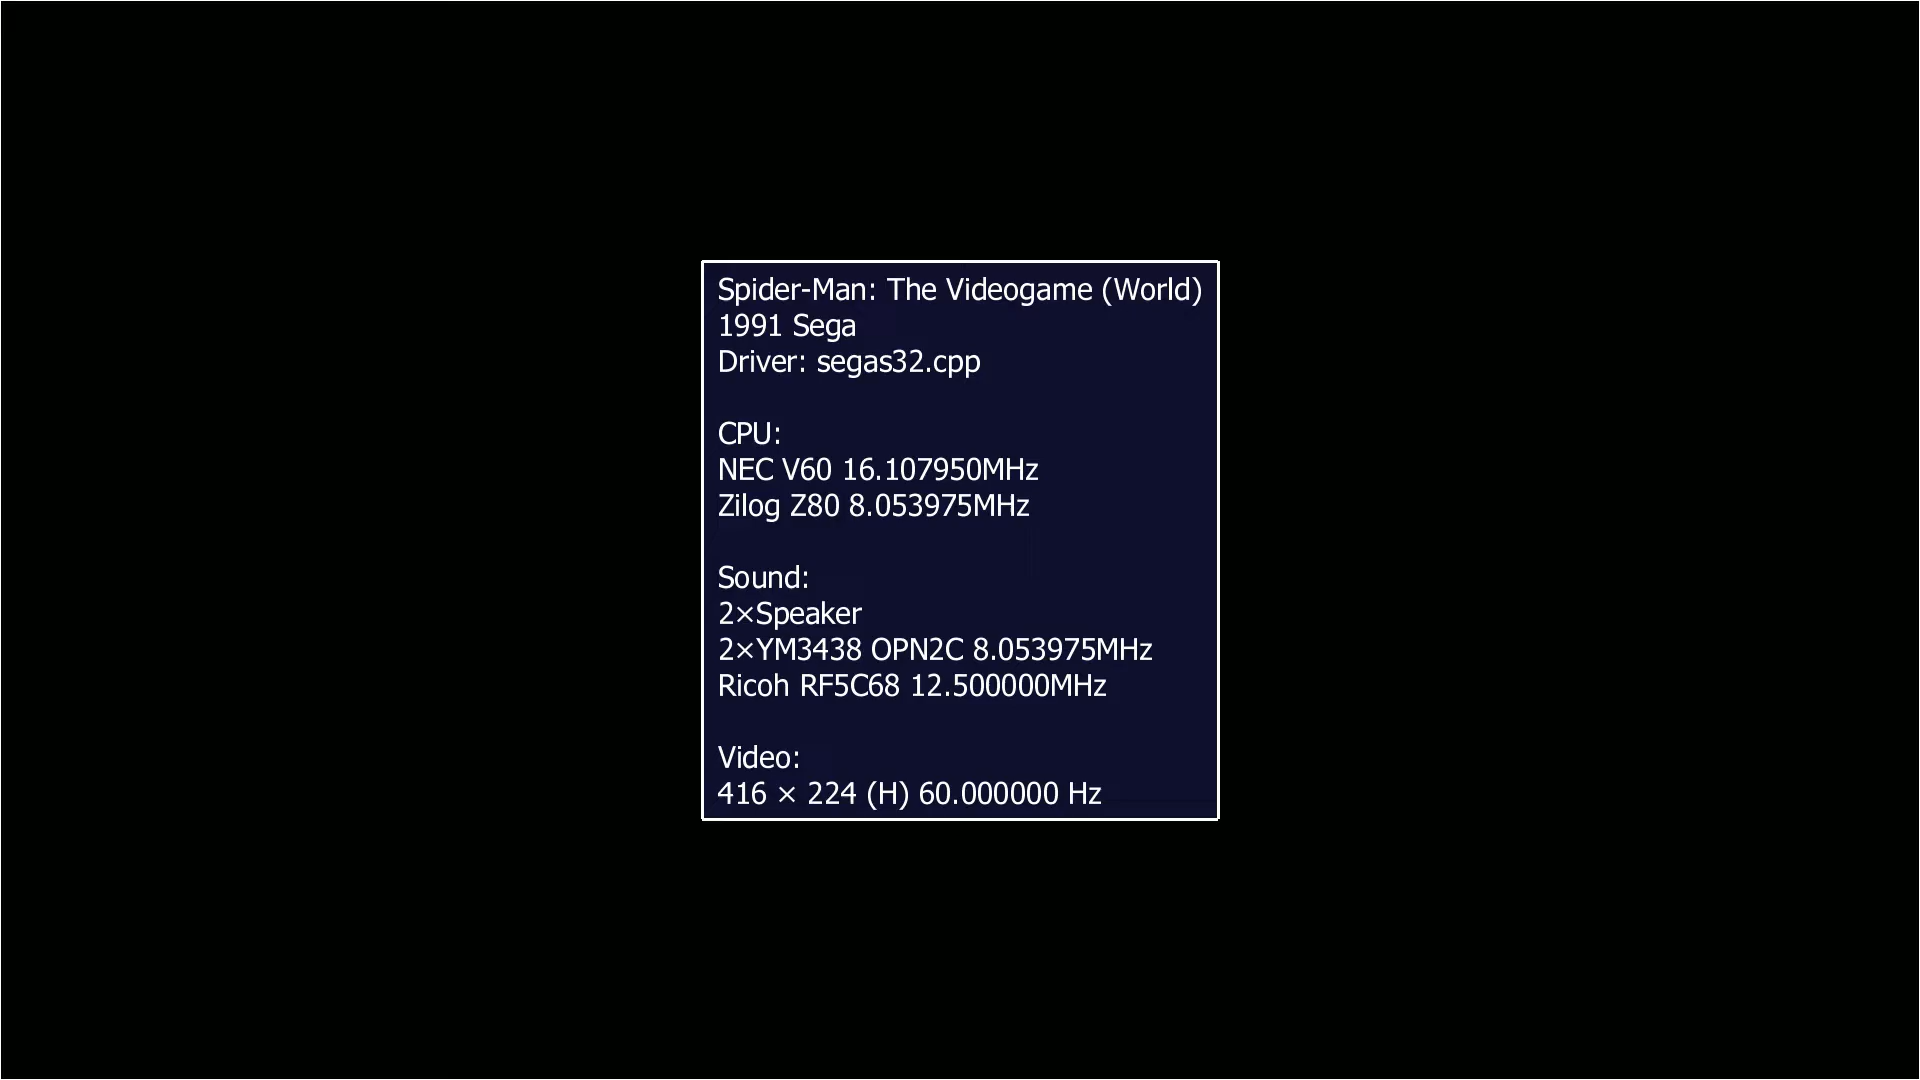 Spider-Man: The Videogame (World)
1991 Sega
Driver: segas32.cpp
CPU:
NEC V60 16.107950MHz
Zilog Z80 8.053975MHz
Sound:
2×Speaker
2×YM3438 OPN2C 8.053975MHz
Ricoh RF5C68 12.500000MHz
Video:
416 × 224 (H) 60.000000 Hz